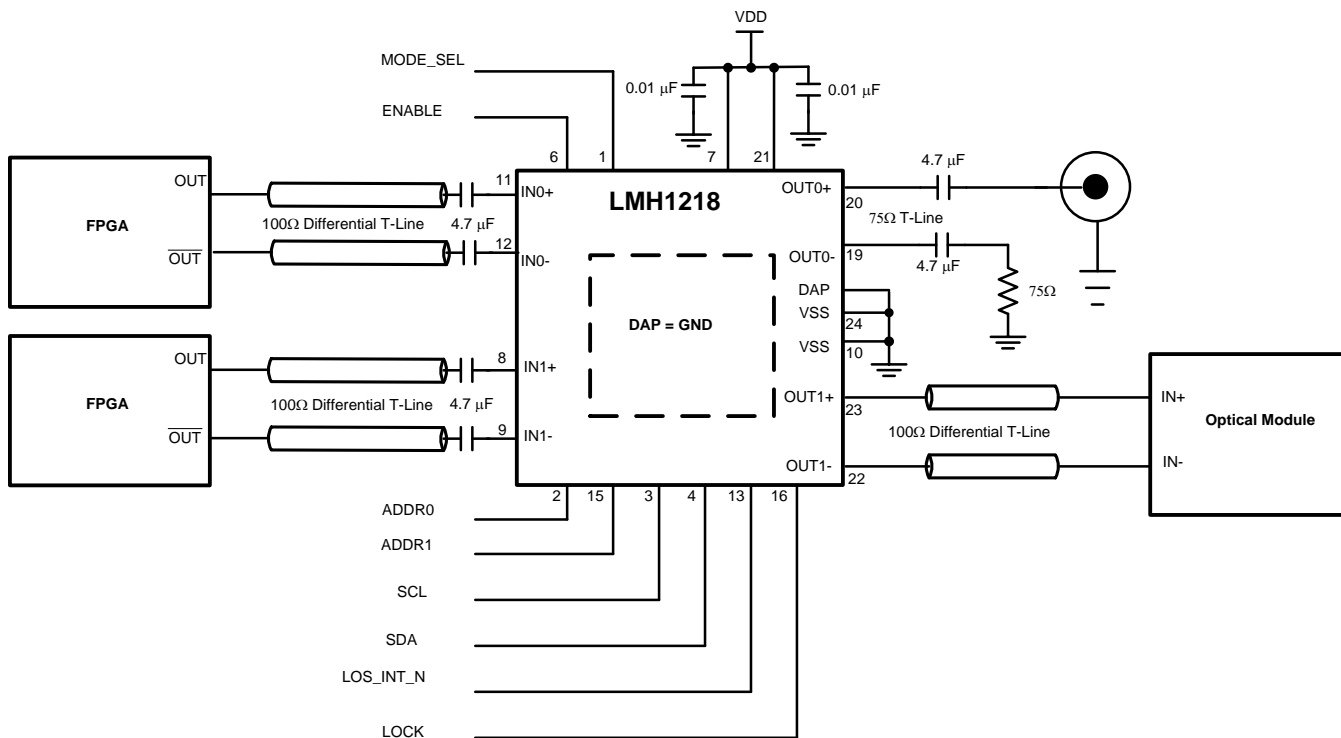 VDD
MODE_SEL
0.01 µF
0.01 µF
ENABLE
6
1
7
21
4.7 µF
OUT
11
IN0+
OUT0+
20
LMH1218
FPGA
100Ω Differential T-Line
4.7 µF
75Ω T-Line
12
OUT
IN0-
OUT0-
19
4.7 µF
DAP
75Ω
VSS
24
DAP = GND
VSS
10
OUT
8
IN1+
OUT1+
23
IN+
FPGA
100Ω Differential T-Line
4.7 µF
100Ω Differential T-Line
Optical Module
9
OUT
IN1-
OUT1-
22
IN-
2
15
3
4
13
16
ADDR0
ADDR1
SCL
SDA
LOS_INT_N
LOCK